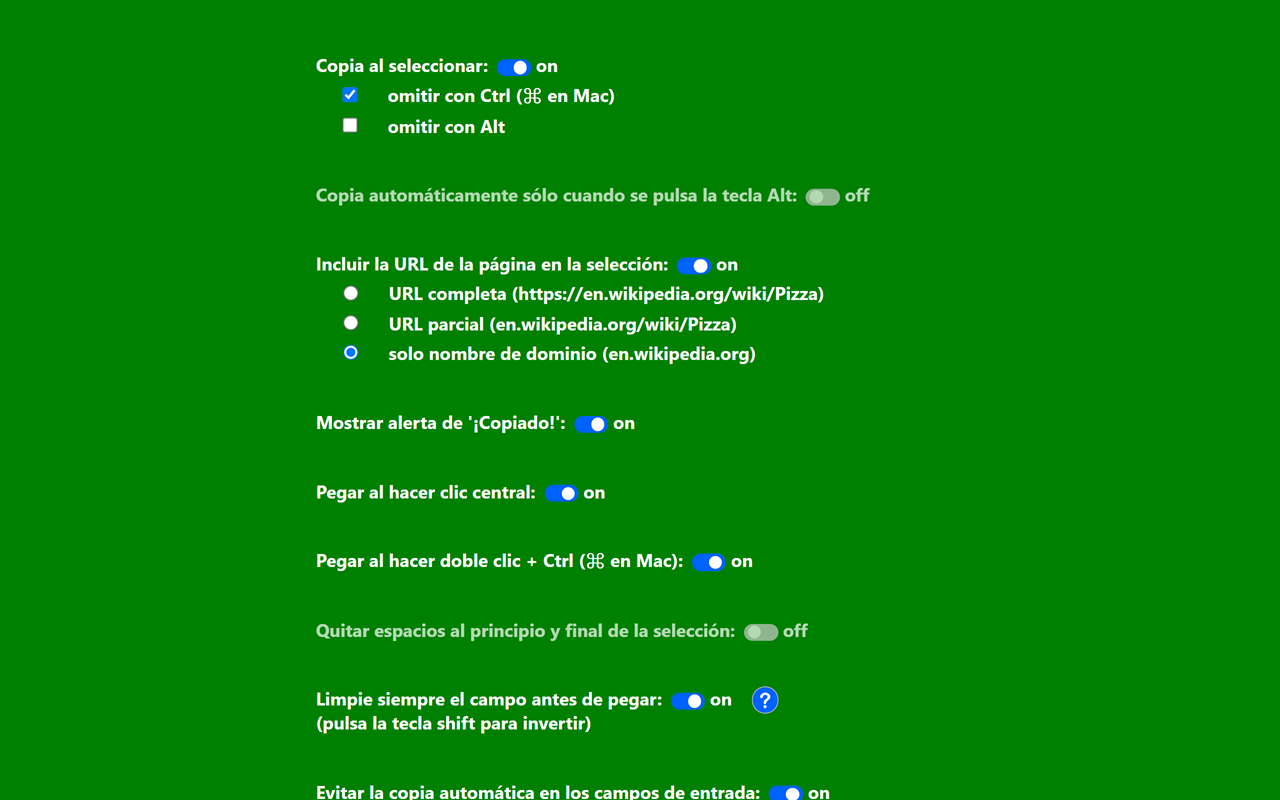 Copia al seleccionar: on
omitir con Ctrl (⌘ en Mac)
omitir con Alt
Copia automáticamente sólo cuando se pulsa la tecla Alt: off
Incluir la URL de la página en la selección: on
URL completa (https://en.wikipedia.org/wiki/Pizza)
URL parcial (en.wikipedia.org/wiki/Pizza)
solo nombre de dominio (en.wikipedia.org)
Mostrar alerta de '¡Copiado!': on
Pegar al hacer clic central: on
Pegar al hacer doble clic + Ctrl (⌘ en Mac): on
Quitar espacios al principio y final de la selección: off
Limpie siempre el campo antes de pegar: on ?
(pulsa la tecla shift para invertir)
Evitar la copia automática en los campos de entrada: on